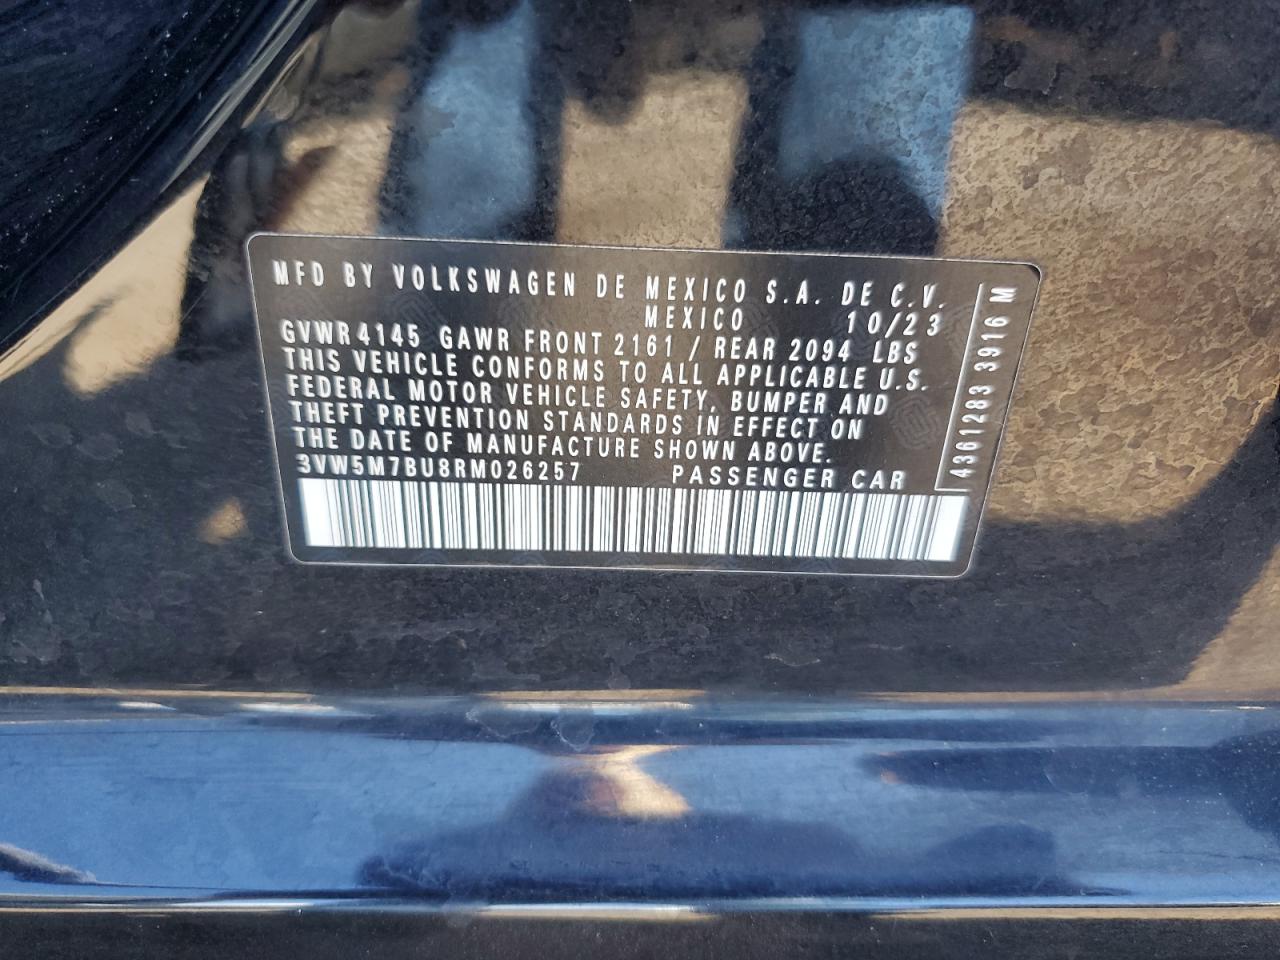 MFD BY VOLKSWAGEN DE MEXICO S.A. DE C.V.
MEXICO 10/23
GVWR 4145 GAWR FRONT 2161 / REAR 2094 LBS
THIS VEHICLE CONFORMS TO ALL APPLICABLE U.S.
FEDERAL MOTOR VEHICLE SAFETY, BUMPER AND
THEFT PREVENTION STANDARDS IN EFFECT ON
THE DATE OF MANUFACTURE SHOWN ABOVE.
3VW5M7BU8RM026257 PASSENGER CAR
4361283 3916 M